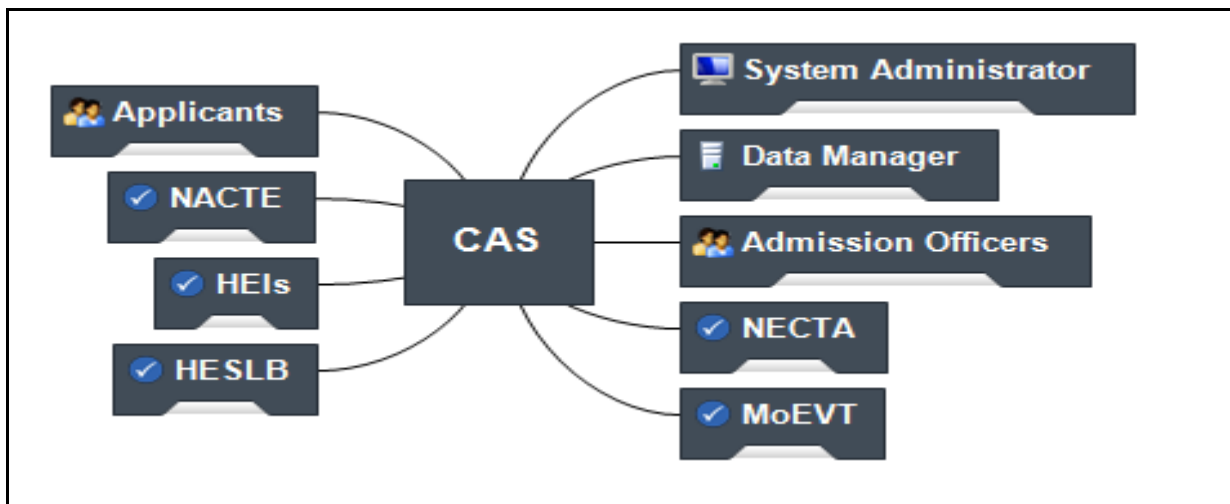 Applicants
NACTE
HEIs
HESLB
CAS
System Administrator
Data Manager
Admission Officers
NECTA
MoEVT